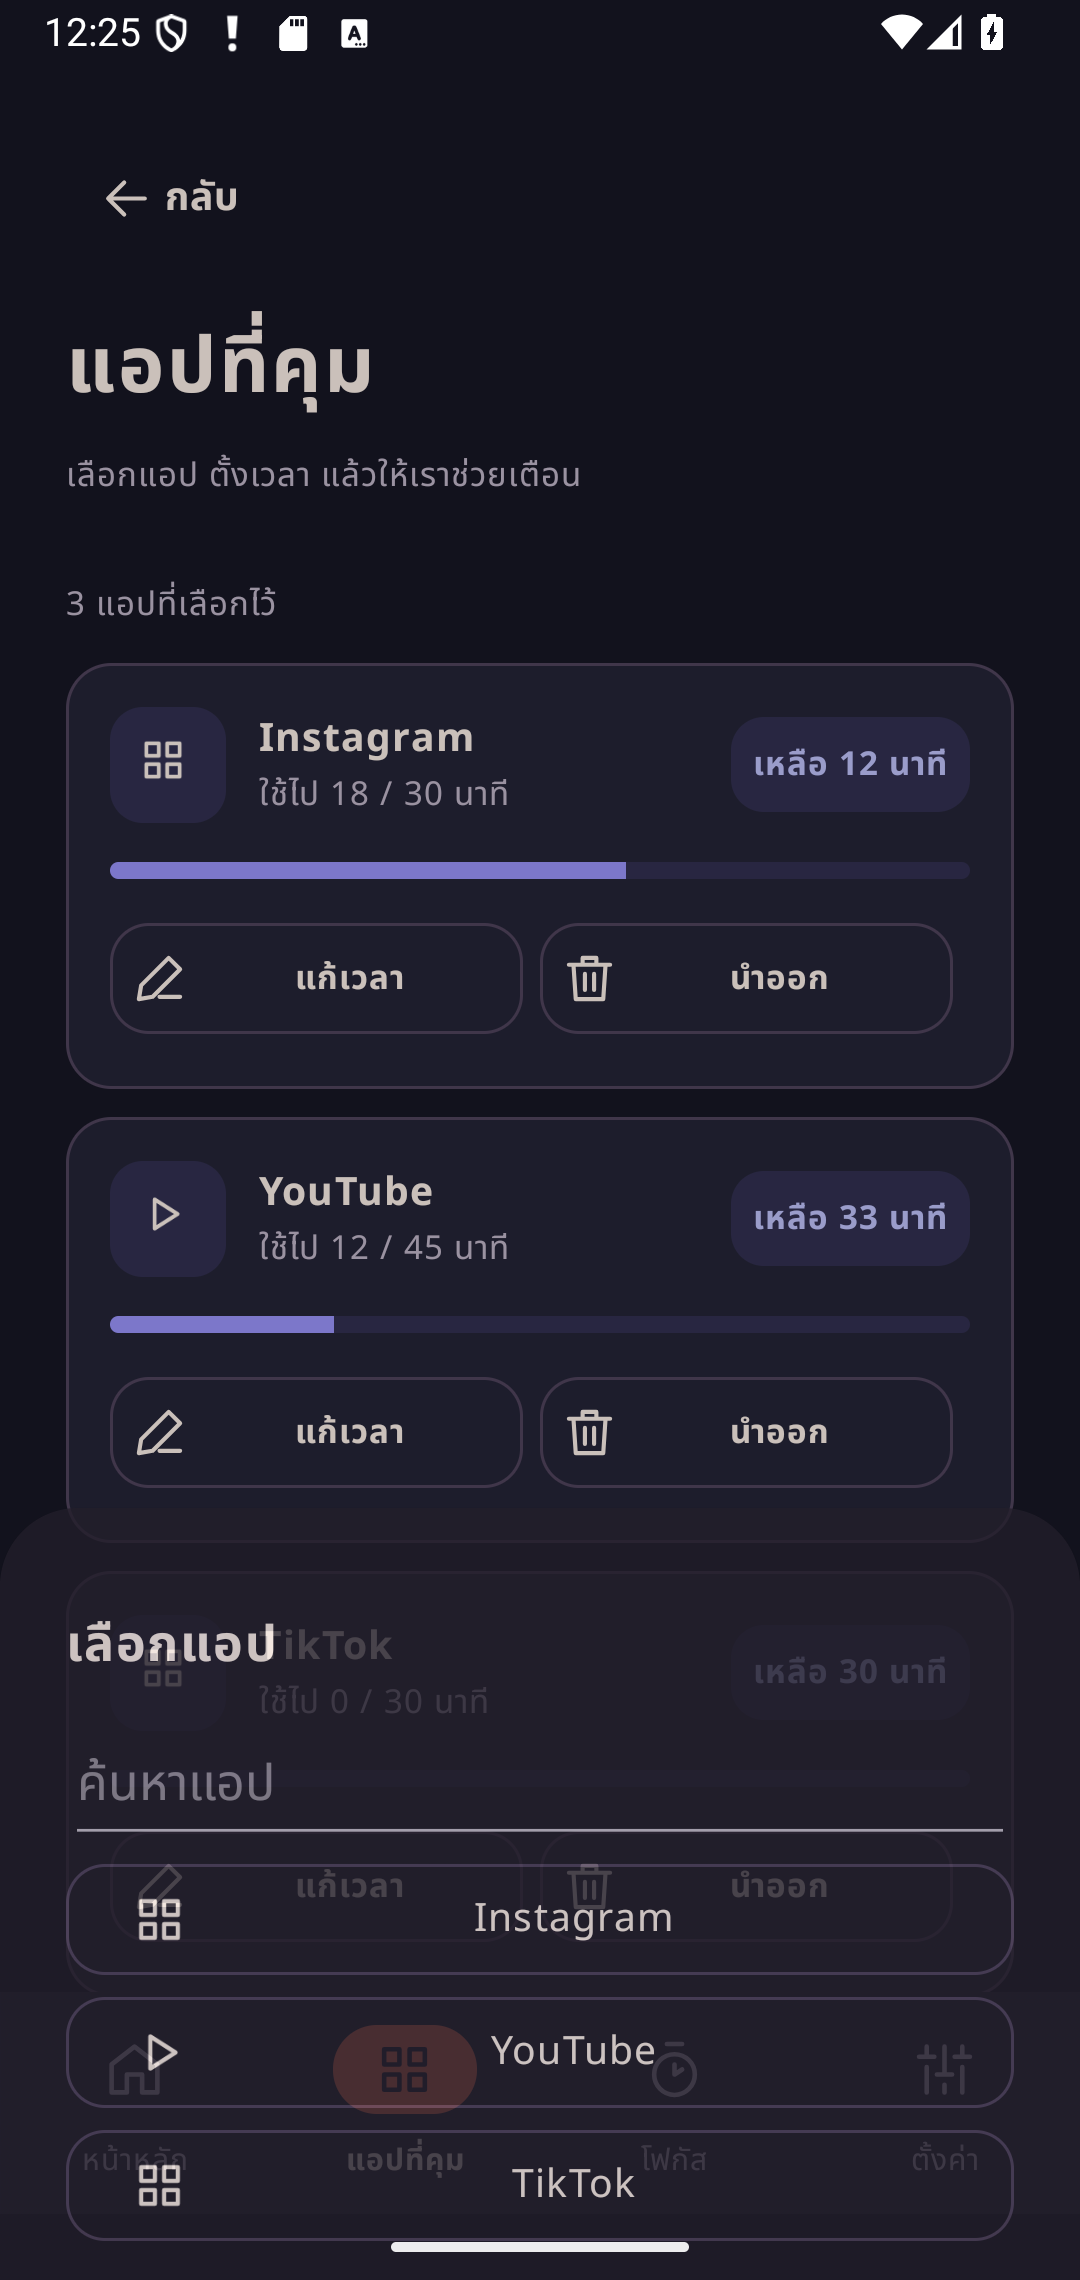 12:25
กลับ
แอปที่คุม
เลือกแอป ตั้งเวลา แล้วให้เราช่วยเตือน
3 แอปที่เลือกไว้
Instagram
ใช้ไป 18 / 30 นาที
เหลือ 12 นาที
แก้เวลา
นำออก
YouTube
ใช้ไป 12 / 45 นาที
เหลือ 33 นาที
แก้เวลา
นำออก
เลือกแอป
TikTok
ใช้ไป 0 / 30 นาที
เหลือ 30 นาที
ค้นหาแอป
แก้เวลา
นำออก
Instagram
YouTube
หน้าหลัก
แอปที่คุม
โฟกัส
ตั้งค่า
TikTok